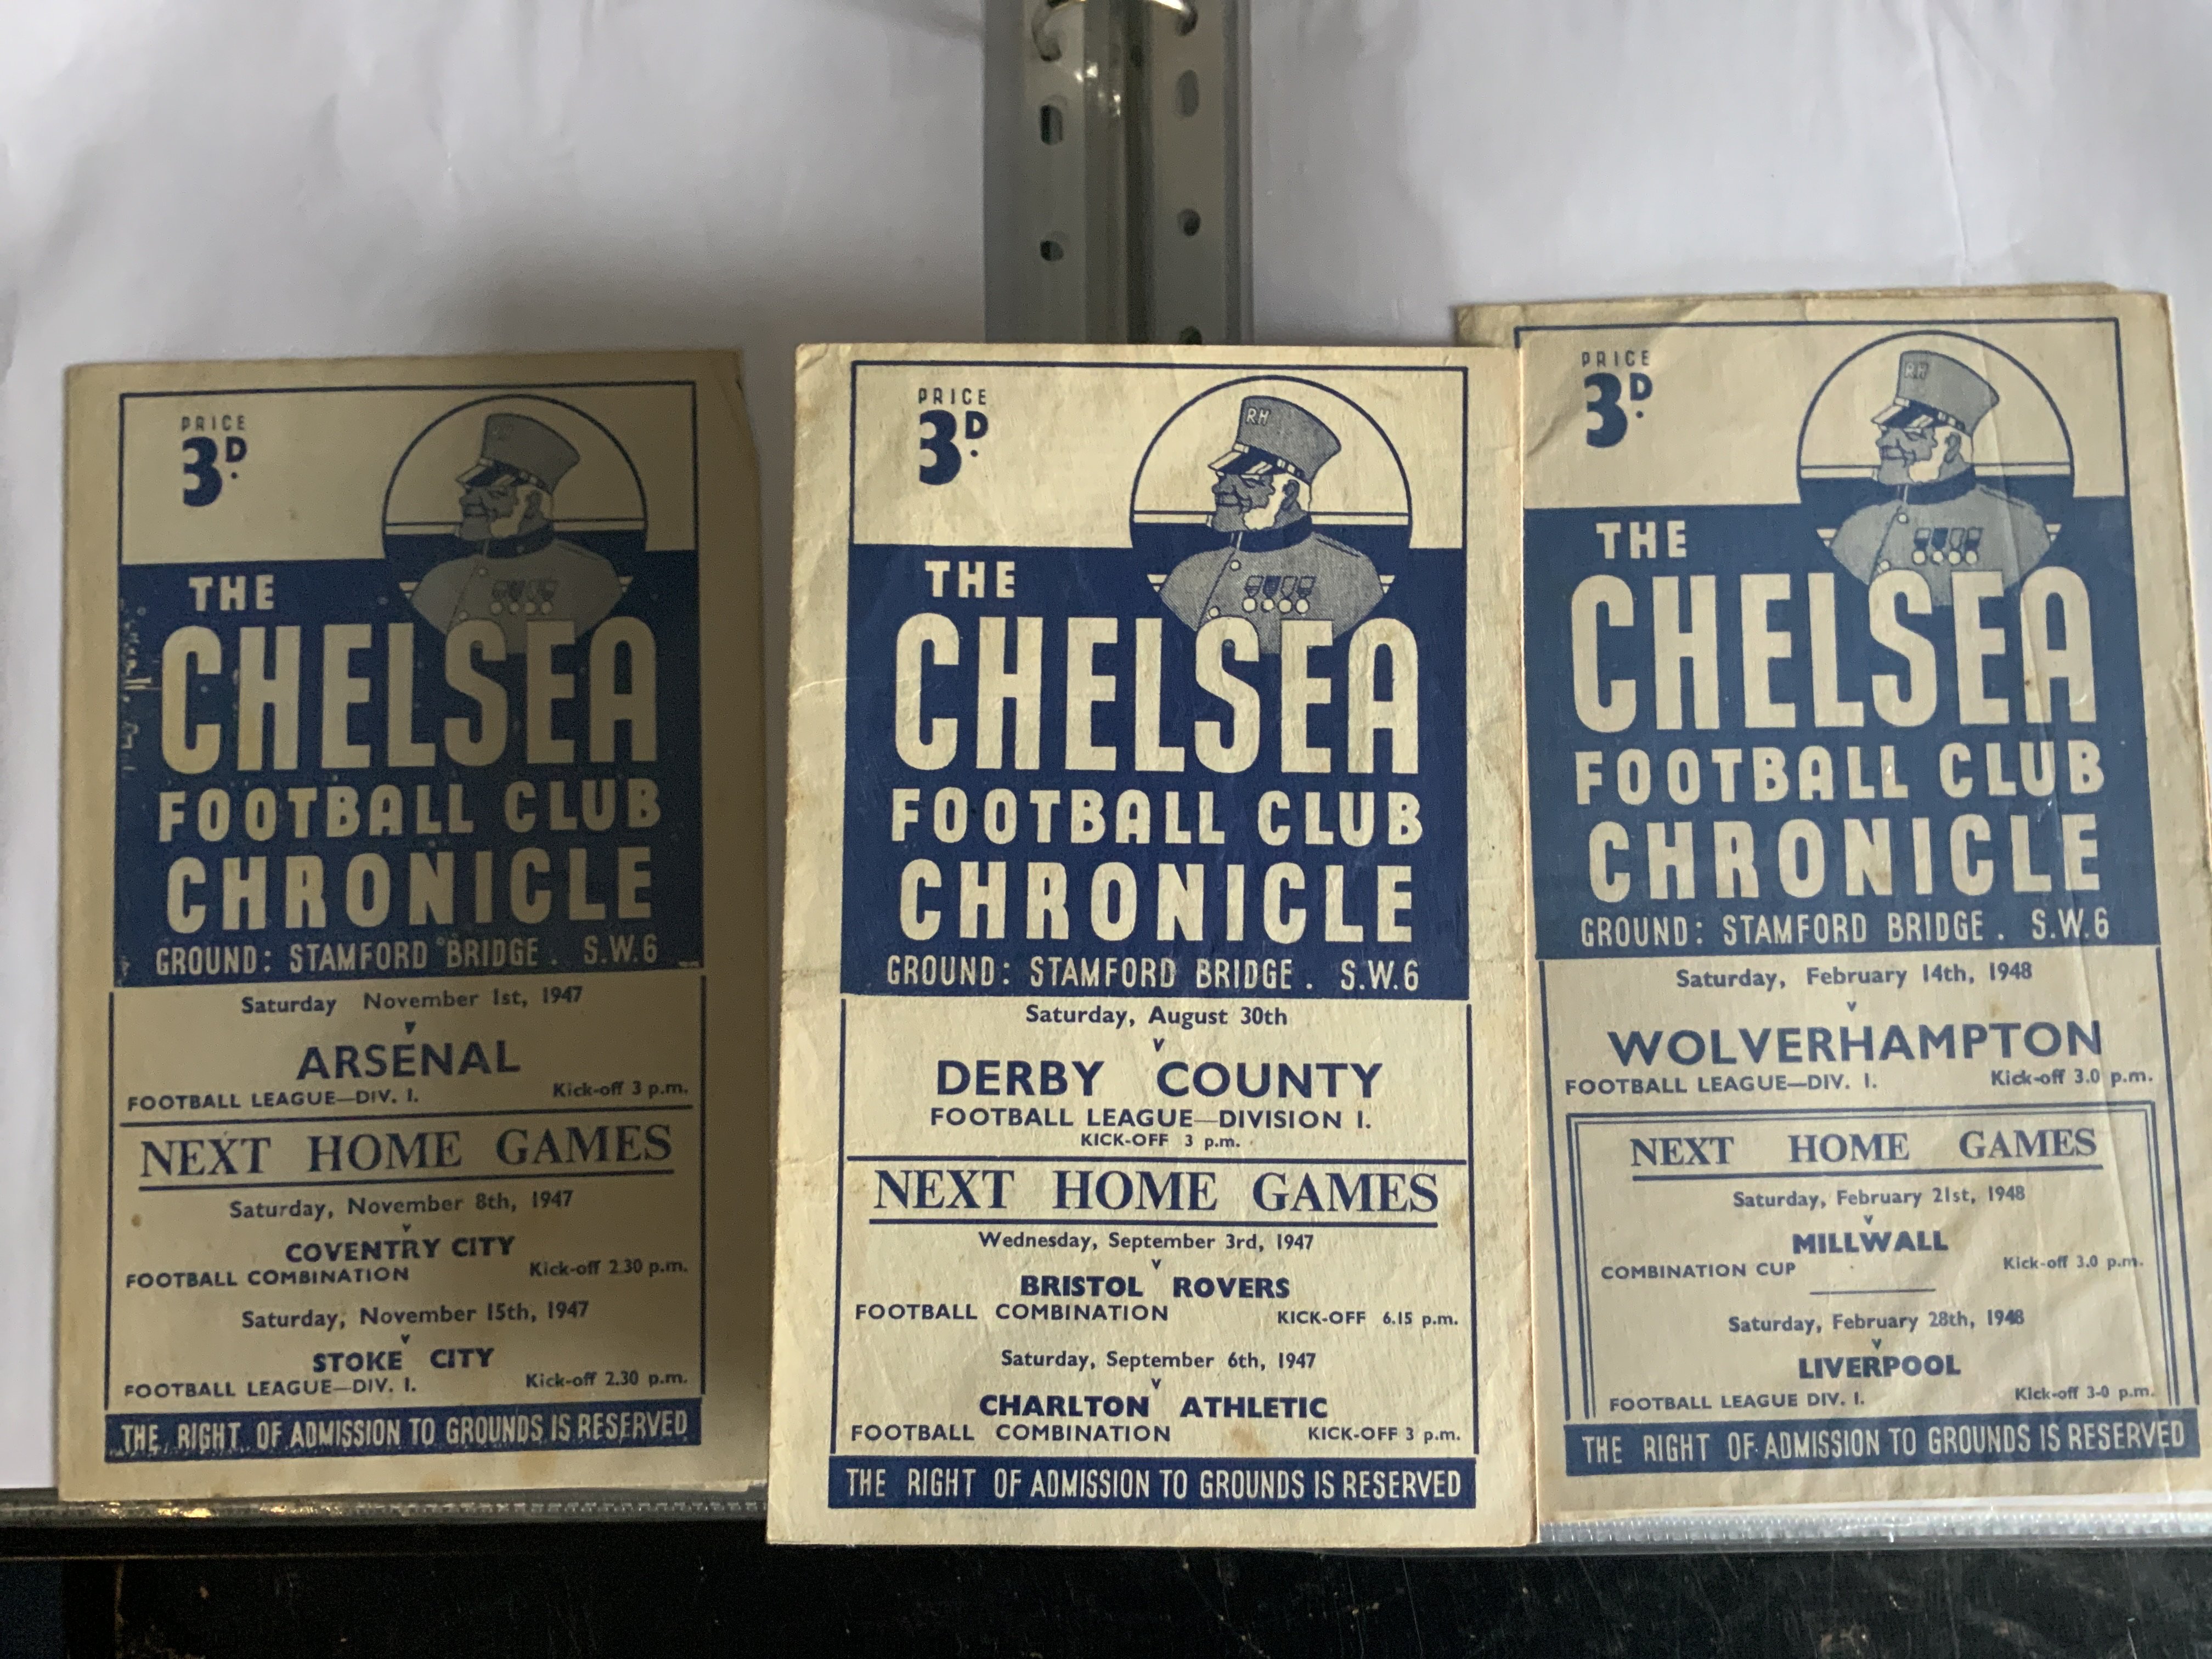 PRICE
3D.
THE
CHELSEA
FOOTBALL CLUB
CHRONICLE
GROUND: STAMFORD BRIDGE. S.W.6
Saturday November 1st, 1947
v
ARSENAL
FOOTBALL LEAGUE—DIV. I. Kick-off 3 p.m.
NEXT HOME GAMES
Saturday, November 8th, 1947
v
COVENTRY CITY
FOOTBALL COMBINATION Kick-off 2.30 p.m.
Saturday, November 15th, 1947
v
STOKE CITY
FOOTBALL LEAGUE—DIV. I. Kick-off 2.30 p.m.
THE RIGHT OF ADMISSION TO GROUNDS IS RESERVED
PRICE
3D.
RH
THE
CHELSEA
FOOTBALL CLUB
CHRONICLE
GROUND: STAMFORD BRIDGE. S.W.6
Saturday, August 30th
v
DERBY COUNTY
FOOTBALL LEAGUE—DIVISION I.
KICK-OFF 3 p.m.
NEXT HOME GAMES
Wednesday, September 3rd, 1947
v
BRISTOL ROVERS
FOOTBALL COMBINATION KICK-OFF 6.15 p.m.
Saturday, September 6th, 1947
v
CHARLTON ATHLETIC
FOOTBALL COMBINATION KICK-OFF 3 p.m.
THE RIGHT OF ADMISSION TO GROUNDS IS RESERVED
PRICE
3D.
RH
THE
CHELSEA
FOOTBALL CLUB
CHRONICLE
GROUND: STAMFORD BRIDGE. S.W.6
Saturday, February 14th, 1948
v
WOLVERHAMPTON
FOOTBALL LEAGUE—DIV. I. Kick-off 3.0 p.m.
NEXT HOME GAMES
Saturday, February 21st, 1948
v
MILLWALL
COMBINATION CUP Kick-off 3.0 p.m.
Saturday, February 28th, 1948
v
LIVERPOOL
FOOTBALL LEAGUE DIV. I. Kick-off 3-0 p.m.
THE RIGHT OF ADMISSION TO GROUNDS IS RESERVED